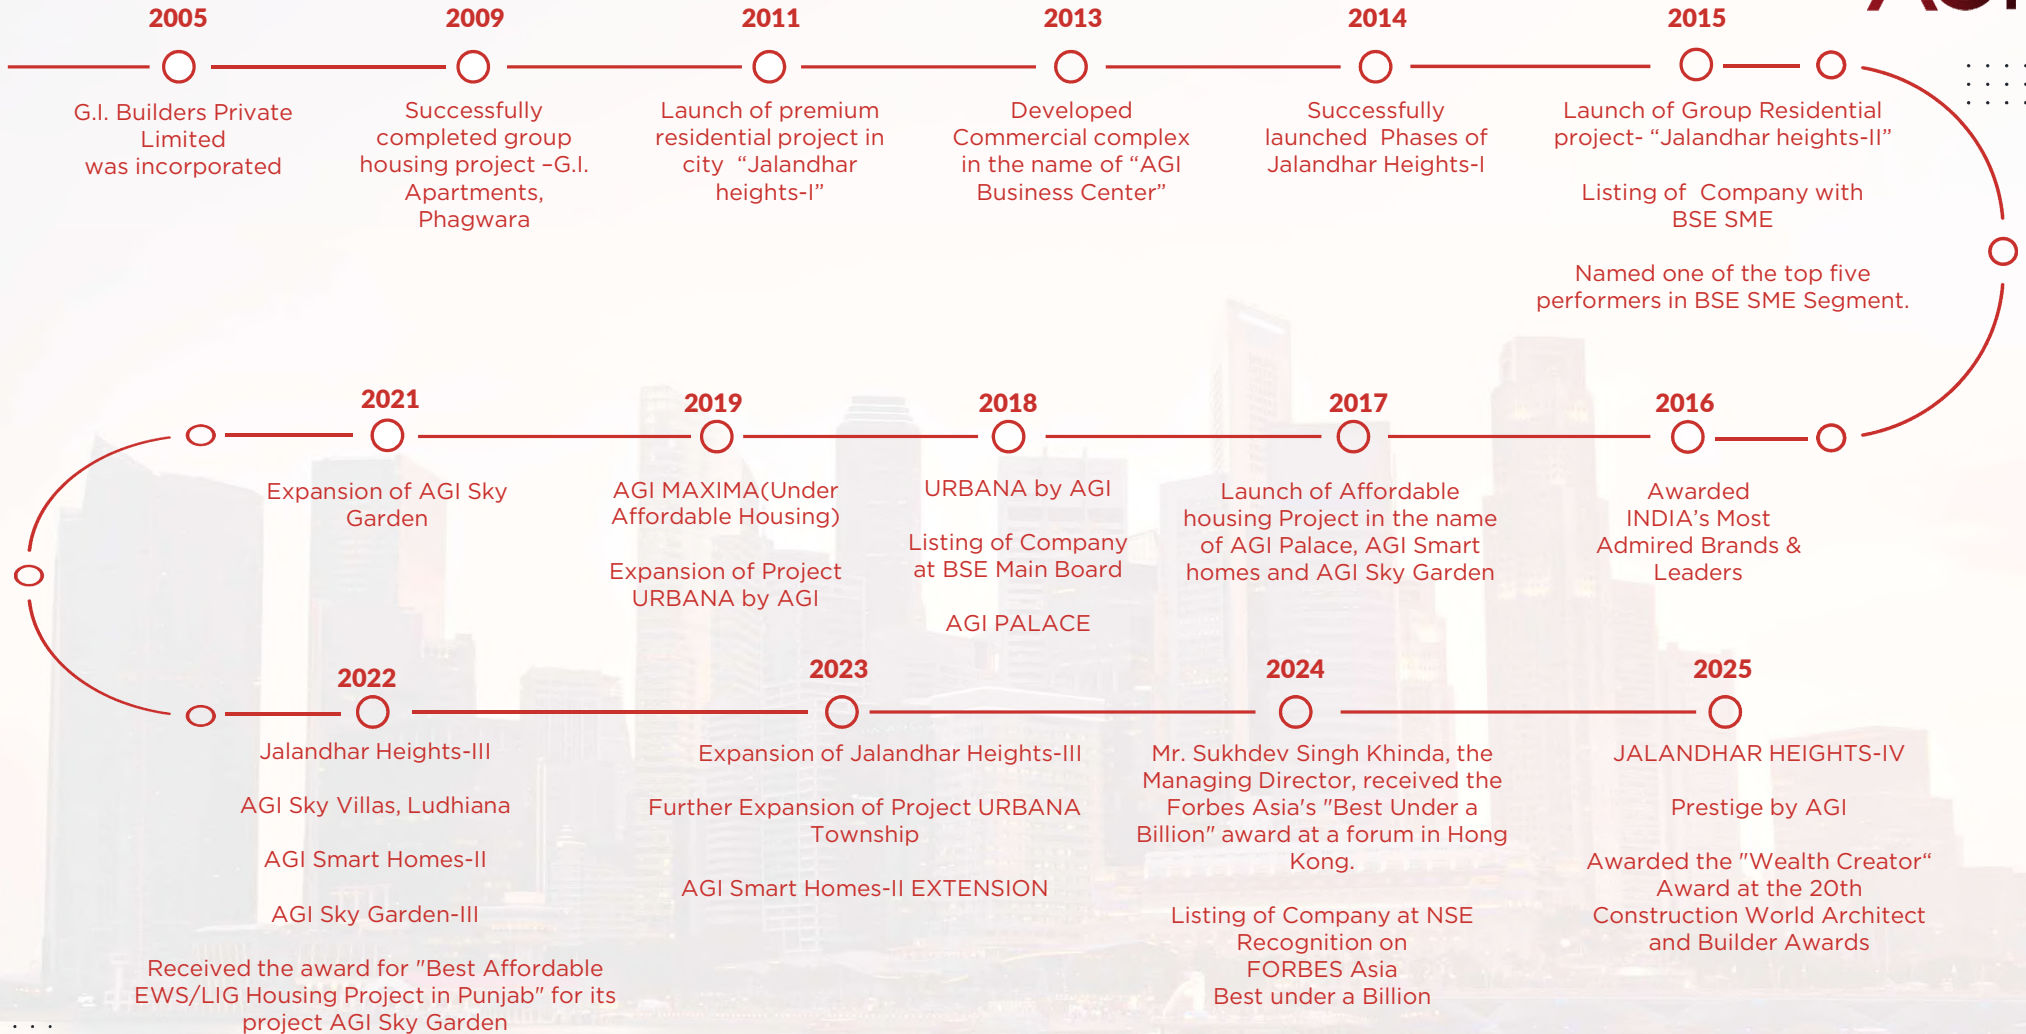 2005
G.I. Builders Private
Limited
was incorporated
2009
Successfully
completed group
housing project –G.I.
Apartments,
Phagwara
2011
Launch of premium
residential project in
city “Jalandhar
heights-I”
2013
Developed
Commercial complex
in the name of “AGI
Business Center”
2014
Successfully
launched Phases of
Jalandhar Heights-I
2015
Launch of Group Residential
project- “Jalandhar heights-II”
Listing of Company with
BSE SME
Named one of the top five
performers in BSE SME Segment.
2016
Awarded
INDIA’s Most
Admired Brands &
Leaders
2017
Launch of Affordable
housing Project in the name
of AGI Palace, AGI Smart
homes and AGI Sky Garden
2018
URBANA by AGI
Listing of Company
at BSE Main Board
AGI PALACE
2019
AGI MAXIMA(Under
Affordable Housing)
Expansion of Project
URBANA by AGI
2021
Expansion of AGI Sky
Garden
2022
Jalandhar Heights-III
AGI Sky Villas, Ludhiana
AGI Smart Homes-II
AGI Sky Garden-III
Received the award for "Best Affordable
EWS/LIG Housing Project in Punjab" for its
project AGI Sky Garden
2023
Expansion of Jalandhar Heights-III
Further Expansion of Project URBANA
Township
AGI Smart Homes-II EXTENSION
2024
Mr. Sukhdev Singh Khinda, the
Managing Director, received the
Forbes Asia's "Best Under a
Billion" award at a forum in Hong
Kong.
Listing of Company at NSE
Recognition on
FORBES Asia
Best under a Billion
2025
JALANDHAR HEIGHTS-IV
Prestige by AGI
Awarded the "Wealth Creator“
Award at the 20th
Construction World Architect
and Builder Awards